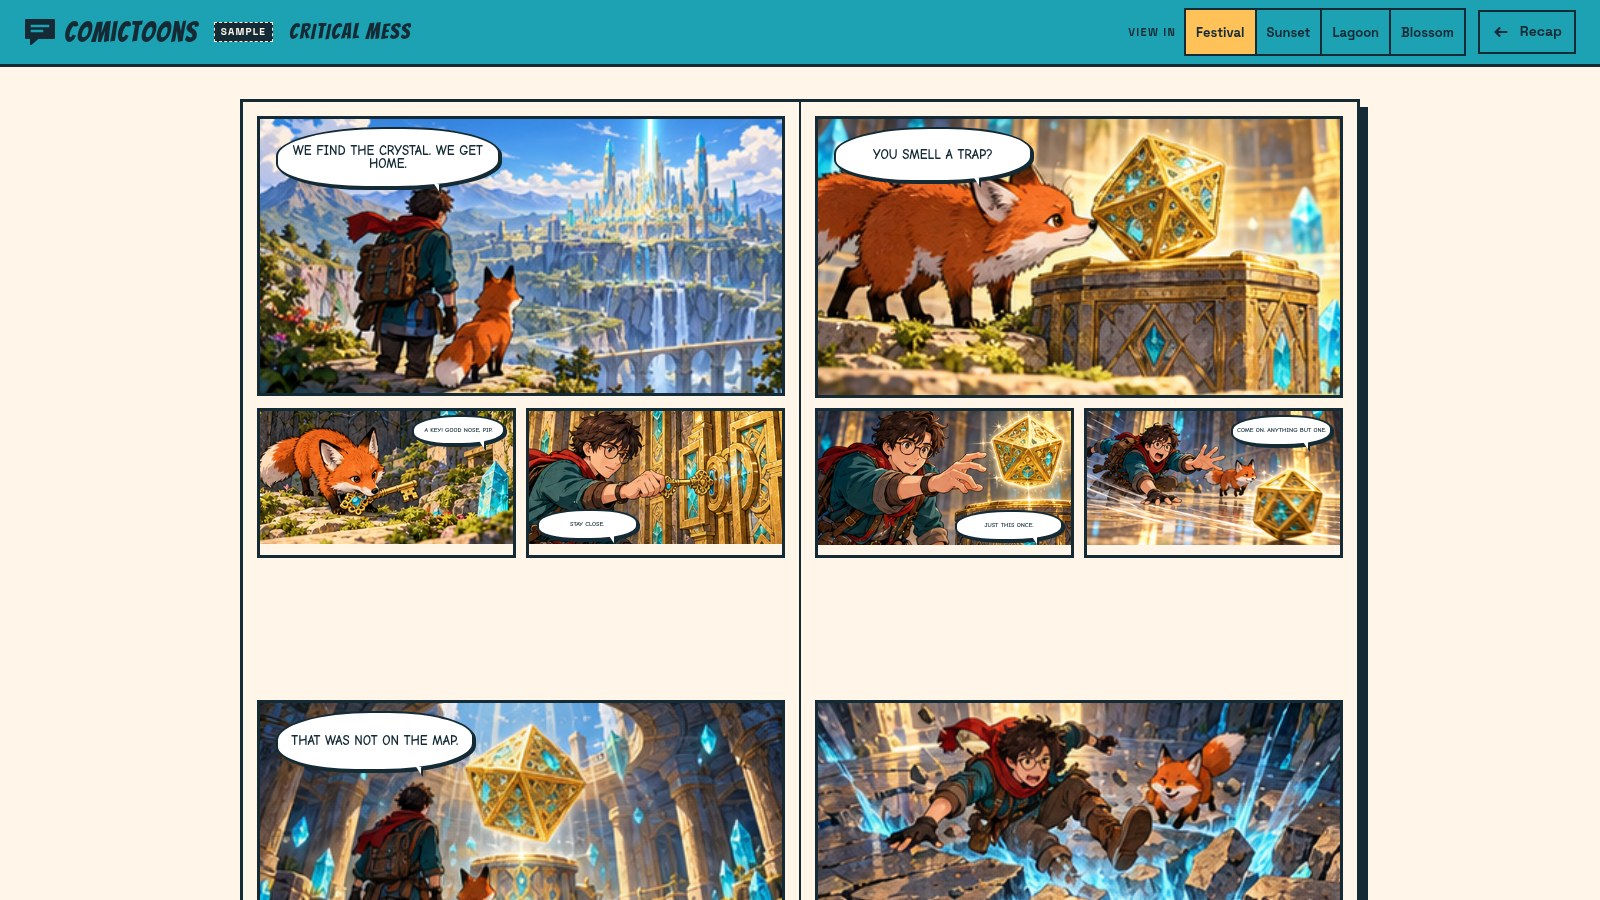 COMICTOONS
SAMPLE
CRITICAL MESS
VIEW IN
Festival
Sunset
Lagoon
Blossom
← Recap
WE FIND THE CRYSTAL. WE GET
HOME.
A KEY! GOOD NOSE, PIP.
STAY CLOSE.
THAT WAS NOT ON THE MAP.
YOU SMELL A TRAP?
JUST THIS ONCE.
COME ON. ANYTHING BUT ONE.